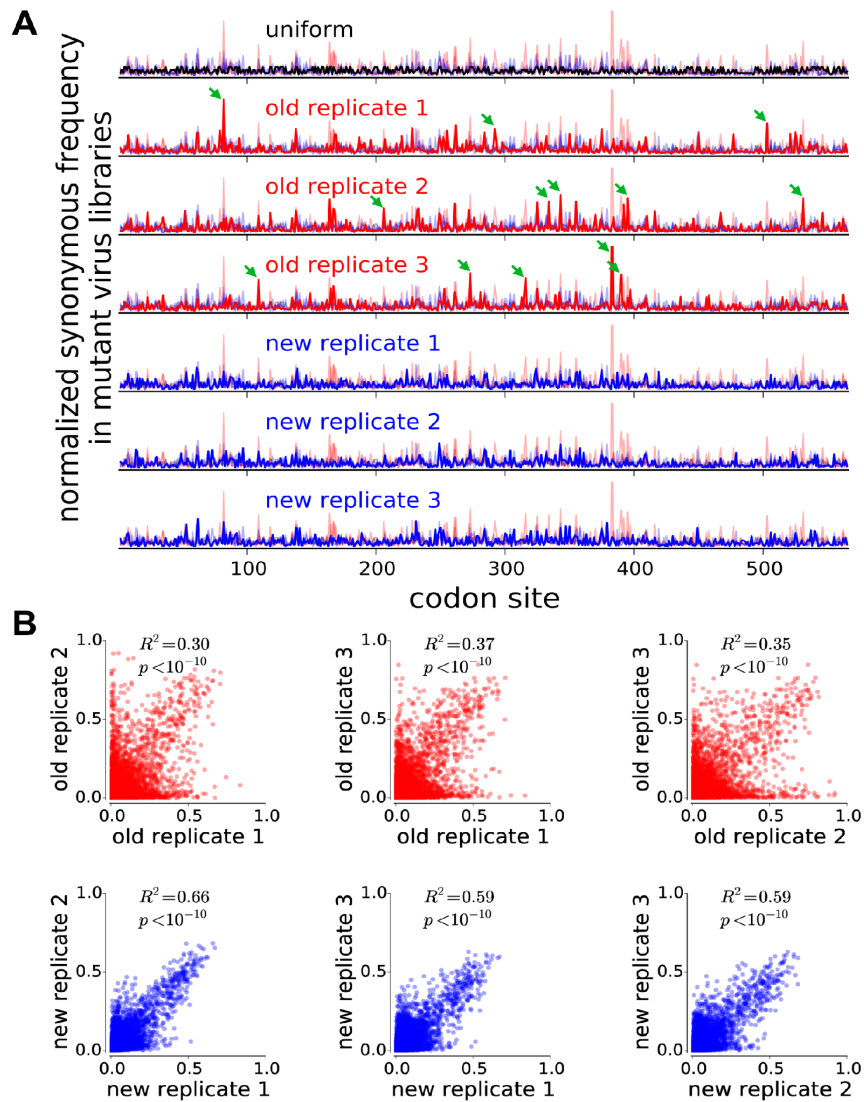 A
normalized synonymous frequency
in mutant virus libraries
uniform
old replicate 1
old replicate 2
old replicate 3
new replicate 1
new replicate 2
new replicate 3
100 200 300 400 500
codon site
B
1.0 0.5 0.0
old replicate 2
R²=0.30
p<10⁻¹⁰
0.0 0.5 1.0
old replicate 1
1.0 0.5 0.0
old replicate 3
R²=0.37
p<10⁻¹⁰
0.0 0.5 1.0
old replicate 1
1.0 0.5 0.0
old replicate 3
R²=0.35
p<10⁻¹⁰
0.0 0.5 1.0
old replicate 2
1.0 0.5 0.0
new replicate 2
R²=0.66
p<10⁻¹⁰
0.0 0.5 1.0
new replicate 1
1.0 0.5 0.0
new replicate 3
R²=0.59
p<10⁻¹⁰
0.0 0.5 1.0
new replicate 1
1.0 0.5 0.0
new replicate 3
R²=0.59
p<10⁻¹⁰
0.0 0.5 1.0
new replicate 2